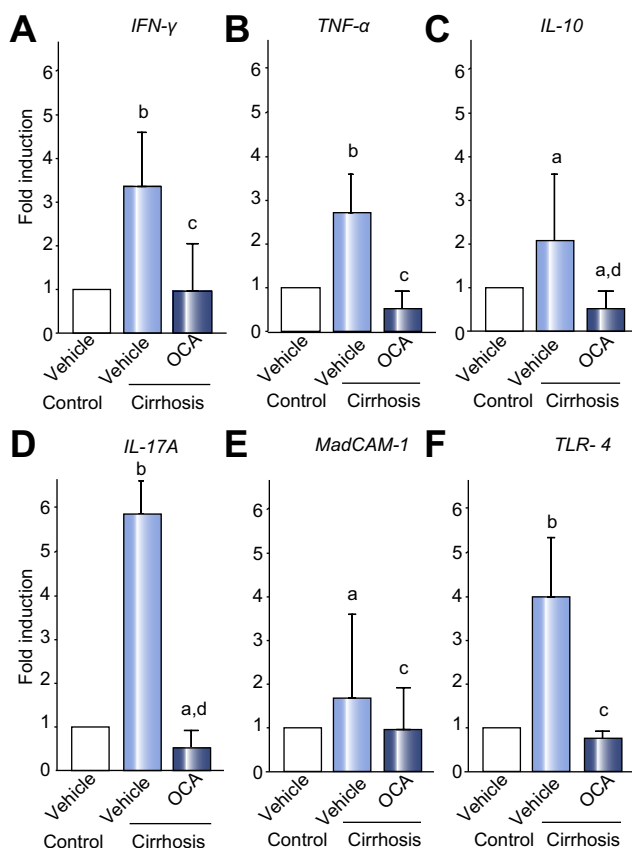 A
IFN-γ
Fold induction
6
5
4
3
2
1
0
b
c
Vehicle
Vehicle
OCA
Control
Cirrhosis
B
TNF-α
6
5
4
3
2
1
0
b
c
Vehicle
Vehicle
OCA
Control
Cirrhosis
C
IL-10
6
5
4
3
2
1
0
a
a,d
Vehicle
Vehicle
OCA
Control
Cirrhosis
D
IL-17A
Fold induction
6
5
4
3
2
1
0
b
a,d
Vehicle
Vehicle
OCA
Control
Cirrhosis
E
MadCAM-1
6
5
4
3
2
1
0
a
c
Vehicle
Vehicle
OCA
Control
Cirrhosis
F
TLR- 4
6
5
4
3
2
1
0
b
c
Vehicle
Vehicle
OCA
Control
Cirrhosis